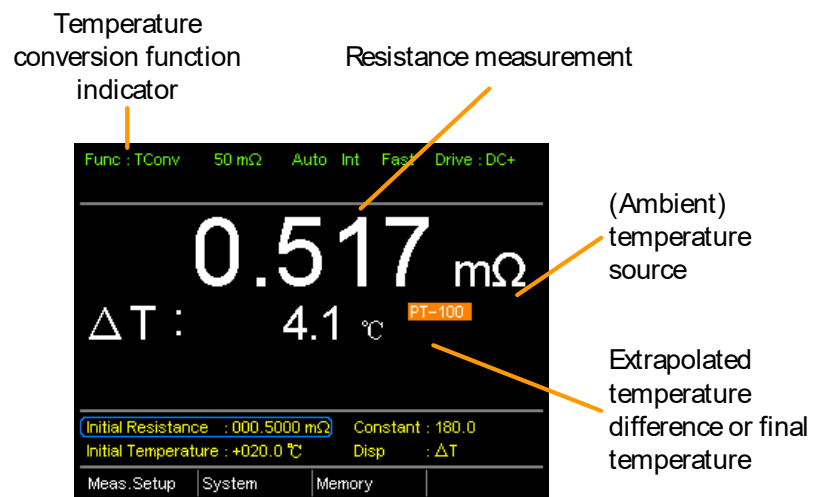 Temperature
conversion function
indicator
Resistance measurement
Func : TConv 50 mΩ Auto Int Fast Drive : DC+
0.517 mΩ
(Ambient)
temperature
source
PT-100
ΔT : 4.1 ℃
Extrapolated
temperature
difference or final
temperature
Initial Resistance : 000.5000 mΩ Constant : 180.0
Initial Temperature : +020.0 ℃ Disp : ΔT
Meas.Setup System Memory